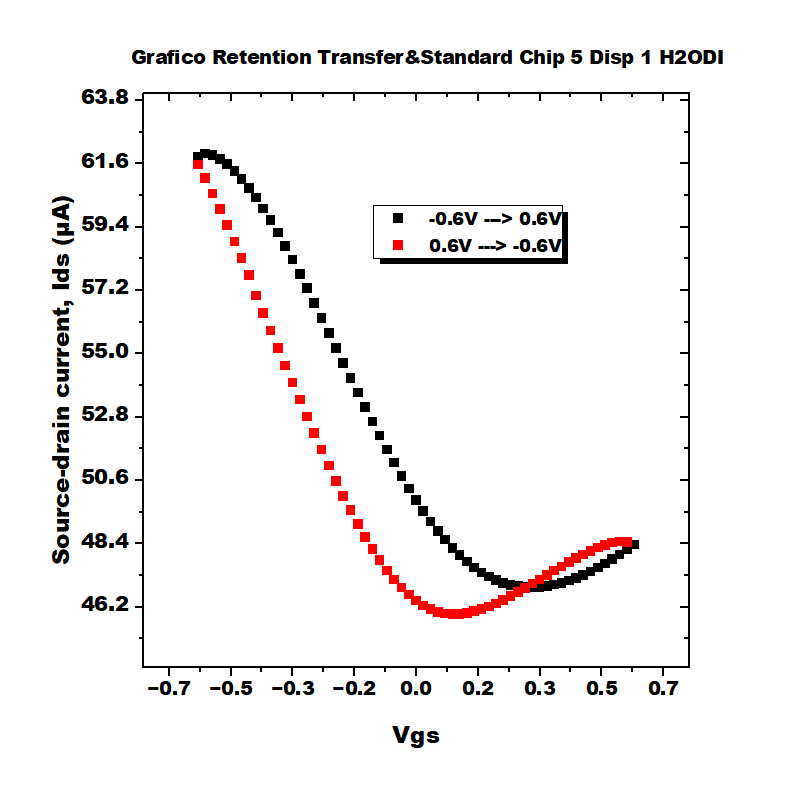 Grafico Retention Transfer&Standard Chip 5 Disp 1 H2ODI
63.8
61.6
59.4
57.2
55.0
52.8
50.6
48.4
46.2
Source-drain current, Ids (µA)
-0.6V ---> 0.6V
0.6V ---> -0.6V
−0.7 −0.5 −0.3 −0.2 0.0 0.2 0.3 0.5 0.7
Vgs